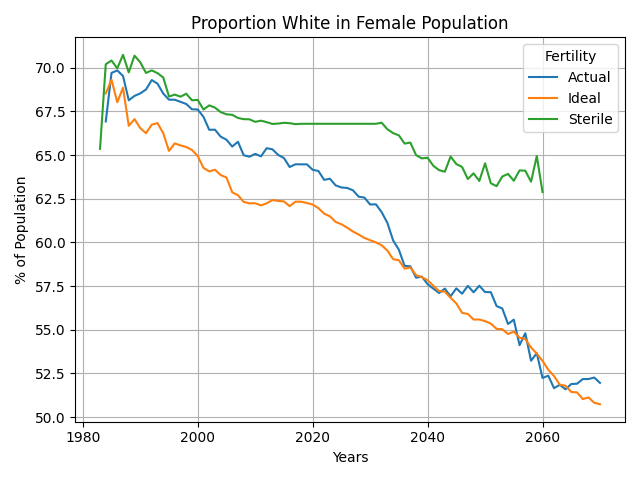 Proportion White in Female Population
Fertility
Actual
Ideal
Sterile
% of Population
70.0
67.5
65.0
62.5
60.0
57.5
55.0
52.5
50.0
1980
2000
2020
2040
2060
Years